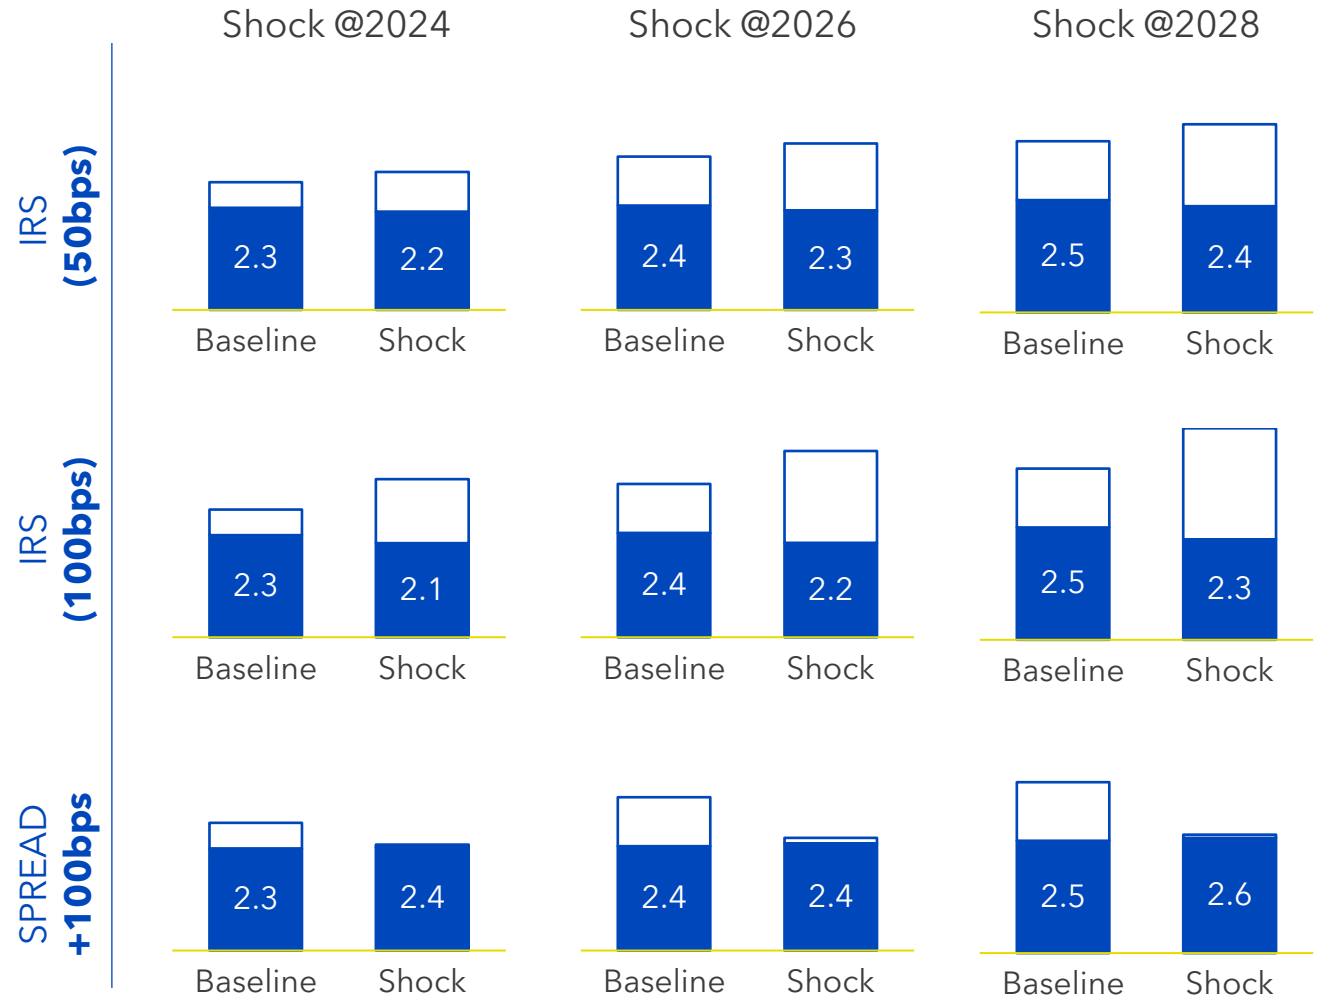 Shock @2024
Shock @2026
Shock @2028
IRS
(50bps)
2.3
2.2
2.4
2.3
2.5
2.4
Baseline
Shock
Baseline
Shock
Baseline
Shock
IRS
(100bps)
2.3
2.1
2.4
2.2
2.5
2.3
Baseline
Shock
Baseline
Shock
Baseline
Shock
SPREAD
+100bps
2.3
2.4
2.4
2.4
2.5
2.6
Baseline
Shock
Baseline
Shock
Baseline
Shock